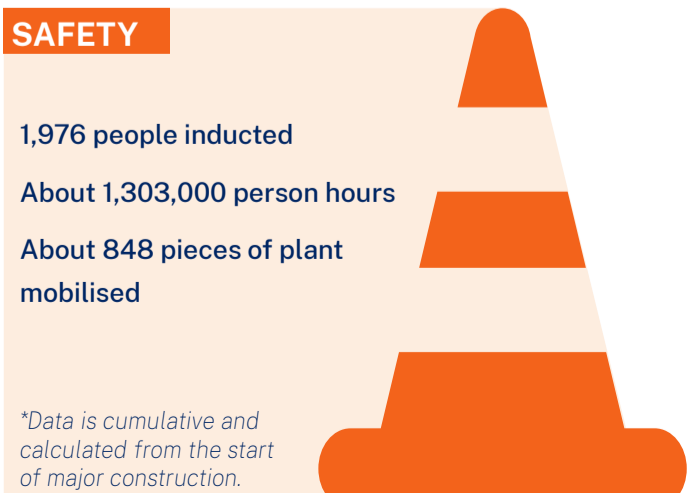 SAFETY
1,976 people inducted
About 1,303,000 person hours
About 848 pieces of plant
mobilised
*Data is cumulative and
calculated from the start
of major construction.